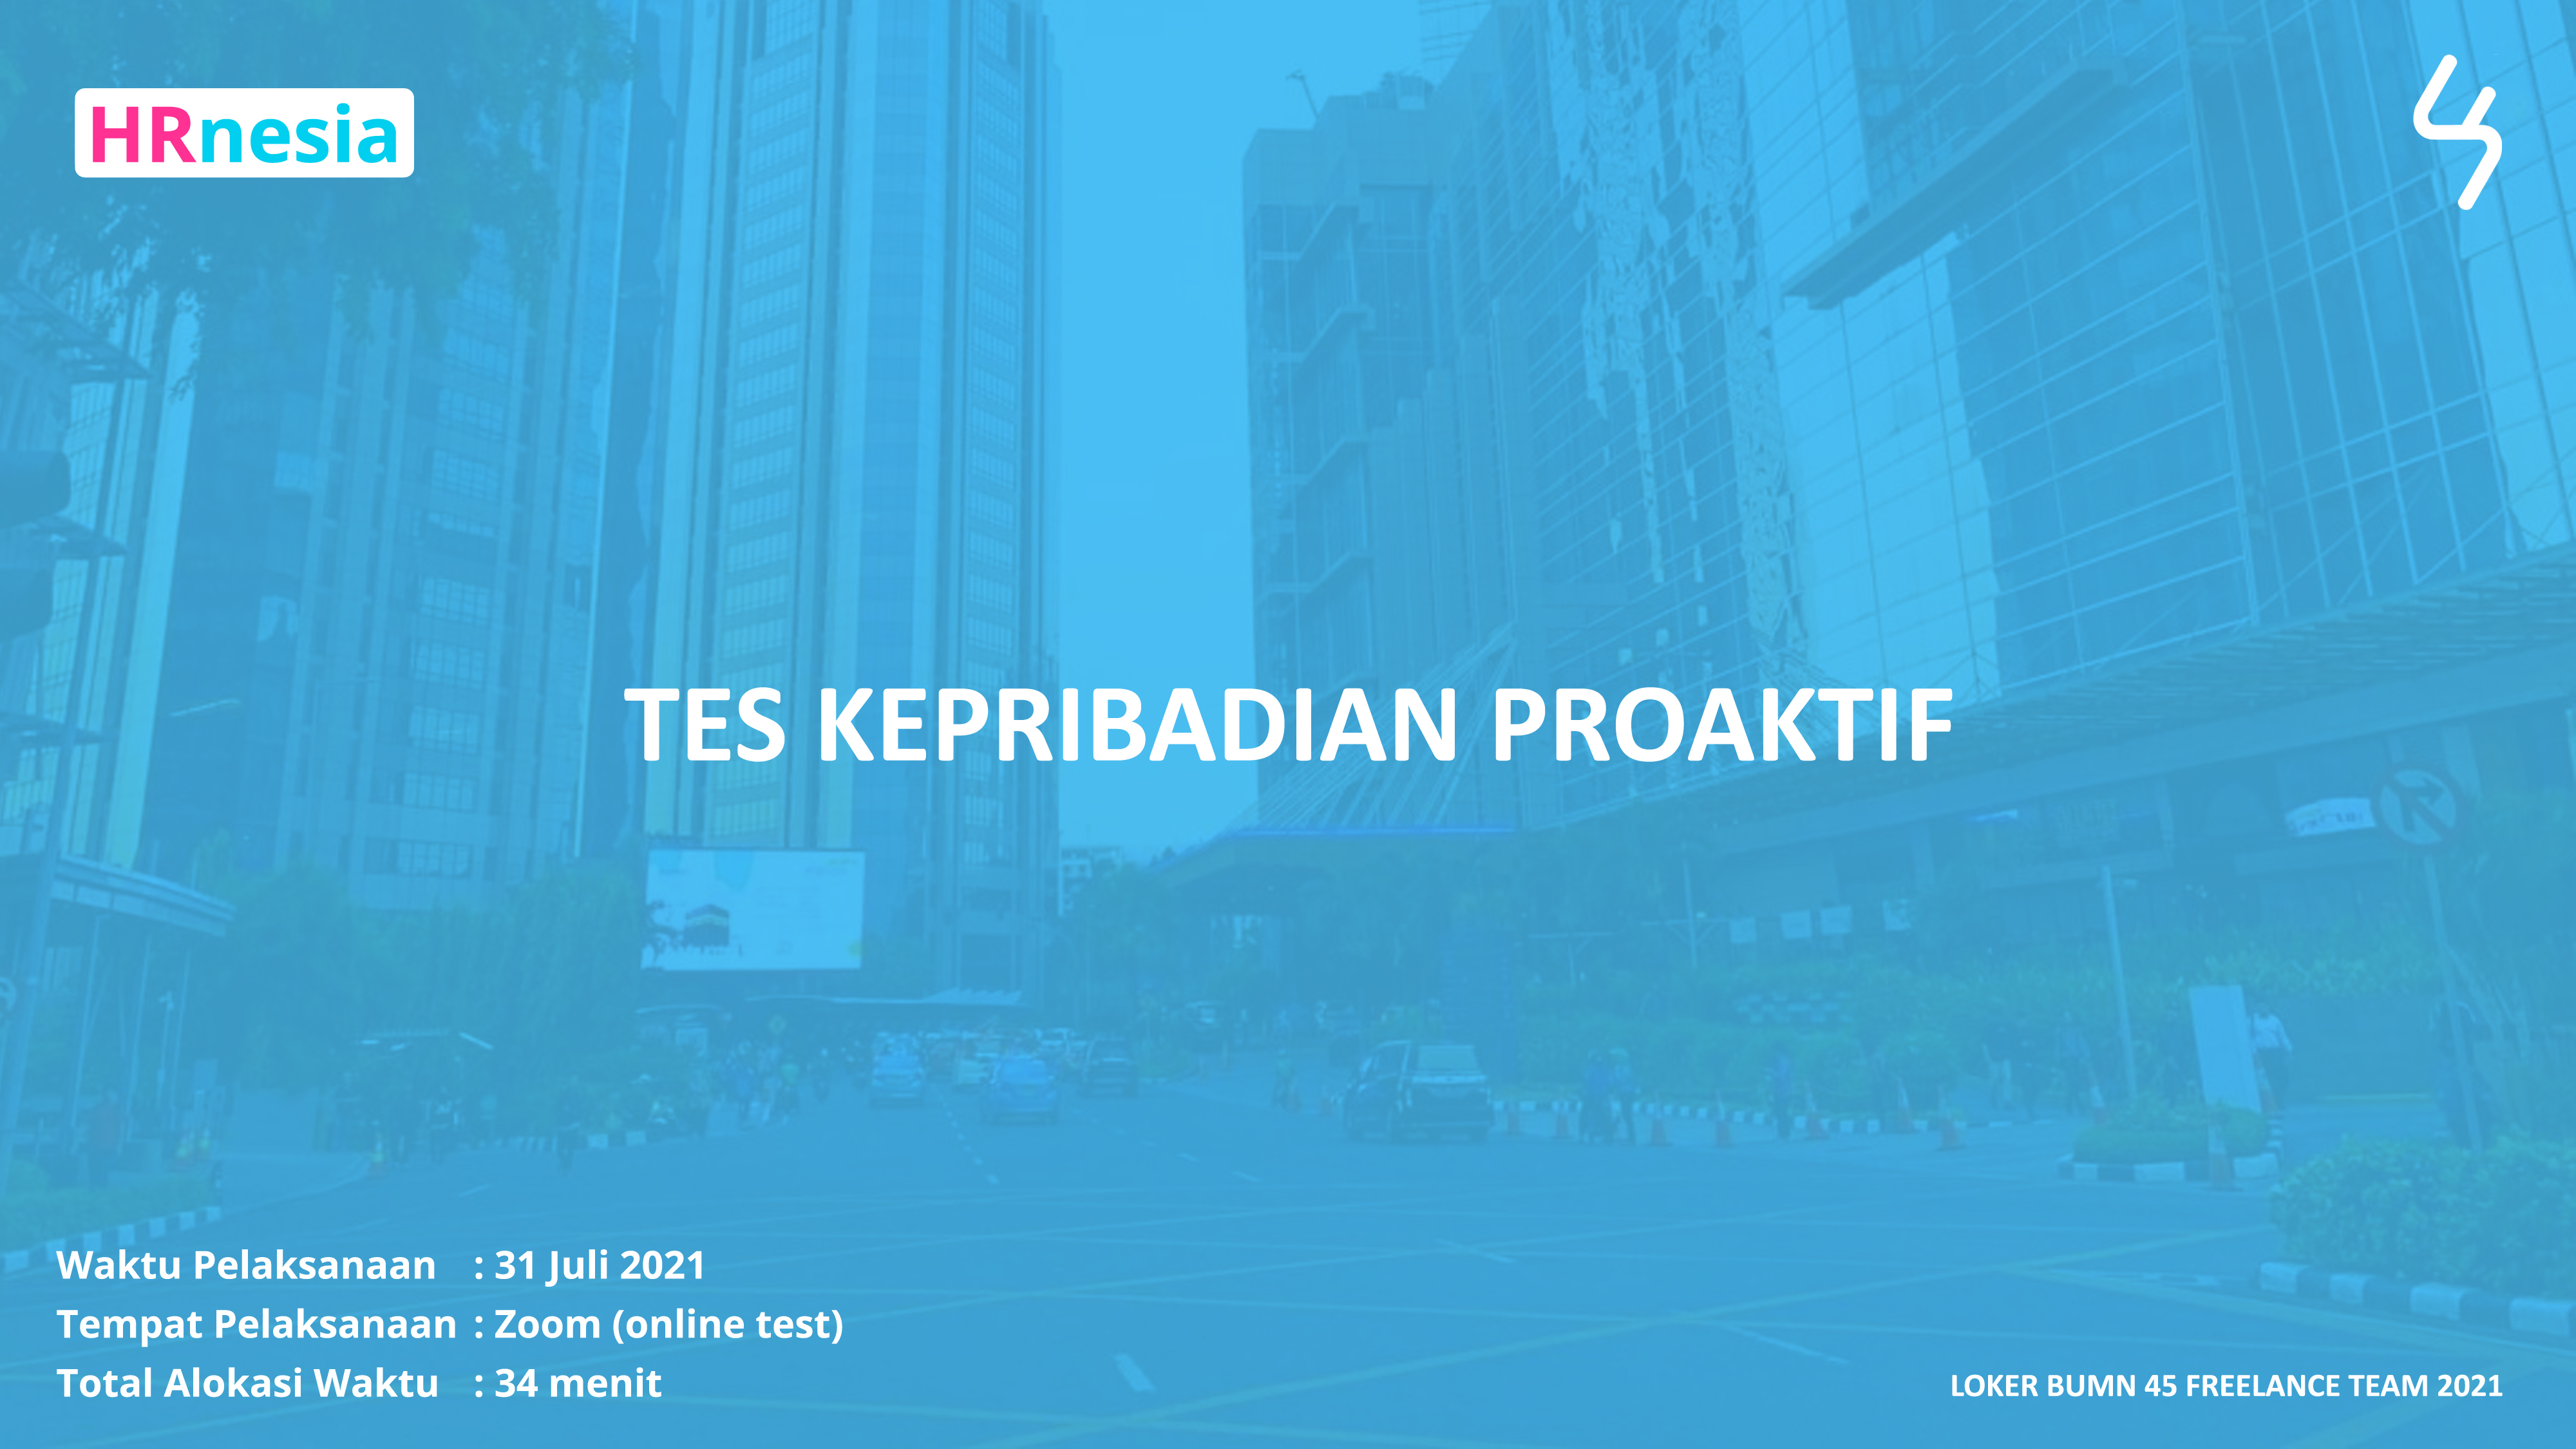 HRnesia
TES KEPRIBADIAN PROAKTIF
Waktu Pelaksanaan : 31 Juli 2021
Tempat Pelaksanaan : Zoom (online test)
Total Alokasi Waktu : 34 menit
LOKER BUMN 45 FREELANCE TEAM 2021